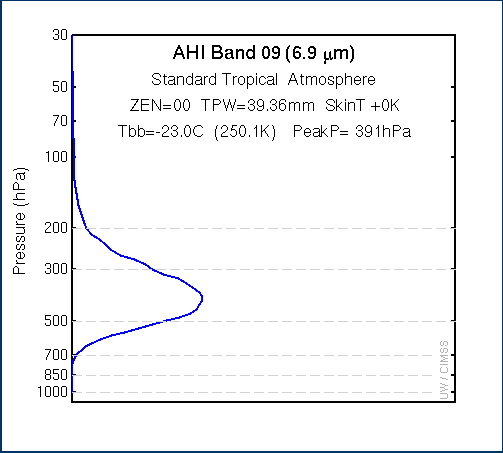 AHI Band 09 (6.9 µm)
Standard Tropical Atmosphere
ZEN=00 TPW=39.36mm SkinT +0K
Tbb=-23.0C (250.1K) PeakP= 391hPa
Pressure (hPa)
30
50
70
100
200
300
500
700
850
1000
UW / CIMSS